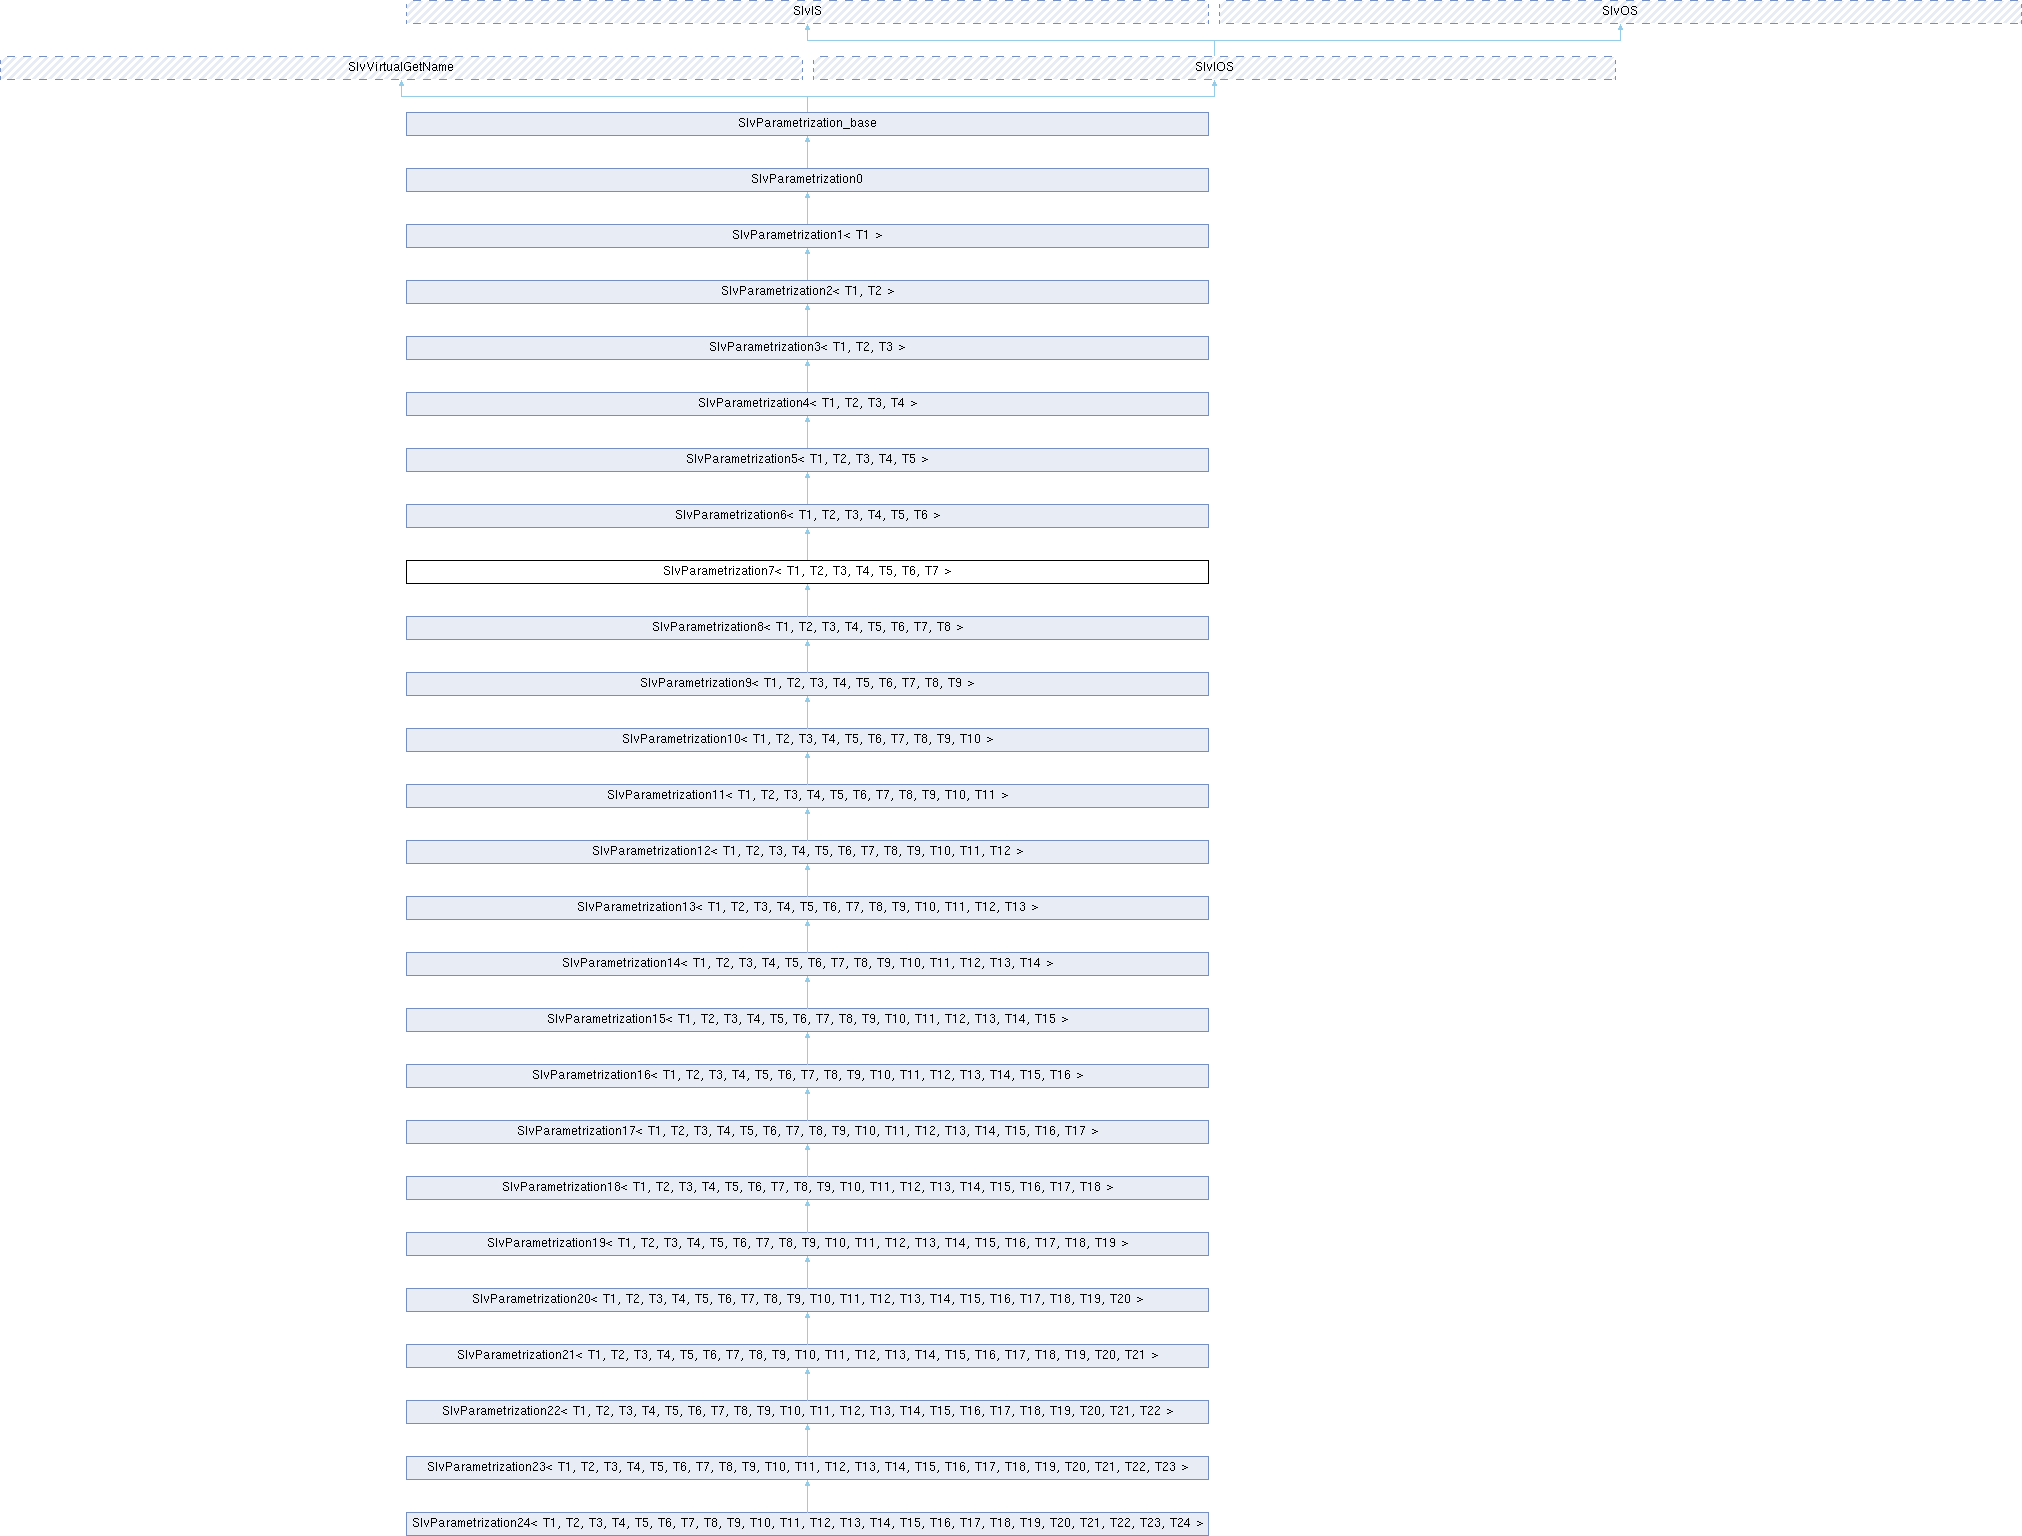 SlvIS
SlvOS
SlvVirtualGetName
SlvIOS
SlvParametrization_base
SlvParametrization0
SlvParametrization1< T1 >
SlvParametrization2< T1, T2 >
SlvParametrization3< T1, T2, T3 >
SlvParametrization4< T1, T2, T3, T4 >
SlvParametrization5< T1, T2, T3, T4, T5 >
SlvParametrization6< T1, T2, T3, T4, T5, T6 >
SlvParametrization7< T1, T2, T3, T4, T5, T6, T7 >
SlvParametrization8< T1, T2, T3, T4, T5, T6, T7, T8 >
SlvParametrization9< T1, T2, T3, T4, T5, T6, T7, T8, T9 >
SlvParametrization10< T1, T2, T3, T4, T5, T6, T7, T8, T9, T10 >
SlvParametrization11< T1, T2, T3, T4, T5, T6, T7, T8, T9, T10, T11 >
SlvParametrization12< T1, T2, T3, T4, T5, T6, T7, T8, T9, T10, T11, T12 >
SlvParametrization13< T1, T2, T3, T4, T5, T6, T7, T8, T9, T10, T11, T12, T13 >
SlvParametrization14< T1, T2, T3, T4, T5, T6, T7, T8, T9, T10, T11, T12, T13, T14 >
SlvParametrization15< T1, T2, T3, T4, T5, T6, T7, T8, T9, T10, T11, T12, T13, T14, T15 >
SlvParametrization16< T1, T2, T3, T4, T5, T6, T7, T8, T9, T10, T11, T12, T13, T14, T15, T16 >
SlvParametrization17< T1, T2, T3, T4, T5, T6, T7, T8, T9, T10, T11, T12, T13, T14, T15, T16, T17 >
SlvParametrization18< T1, T2, T3, T4, T5, T6, T7, T8, T9, T10, T11, T12, T13, T14, T15, T16, T17, T18 >
SlvParametrization19< T1, T2, T3, T4, T5, T6, T7, T8, T9, T10, T11, T12, T13, T14, T15, T16, T17, T18, T19 >
SlvParametrization20< T1, T2, T3, T4, T5, T6, T7, T8, T9, T10, T11, T12, T13, T14, T15, T16, T17, T18, T19, T20 >
SlvParametrization21< T1, T2, T3, T4, T5, T6, T7, T8, T9, T10, T11, T12, T13, T14, T15, T16, T17, T18, T19, T20, T21 >
SlvParametrization22< T1, T2, T3, T4, T5, T6, T7, T8, T9, T10, T11, T12, T13, T14, T15, T16, T17, T18, T19, T20, T21, T22 >
SlvParametrization23< T1, T2, T3, T4, T5, T6, T7, T8, T9, T10, T11, T12, T13, T14, T15, T16, T17, T18, T19, T20, T21, T22, T23 >
SlvParametrization24< T1, T2, T3, T4, T5, T6, T7, T8, T9, T10, T11, T12, T13, T14, T15, T16, T17, T18, T19, T20, T21, T22, T23, T24 >